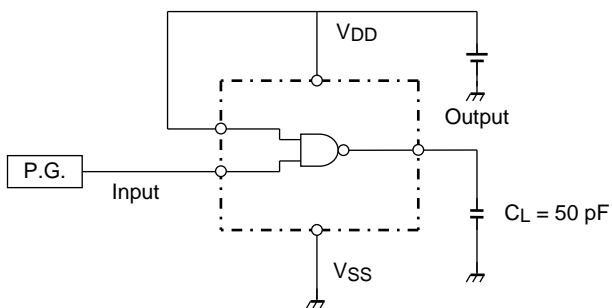 VDD
Output
P.G.
Input
CL = 50 pF
VSS